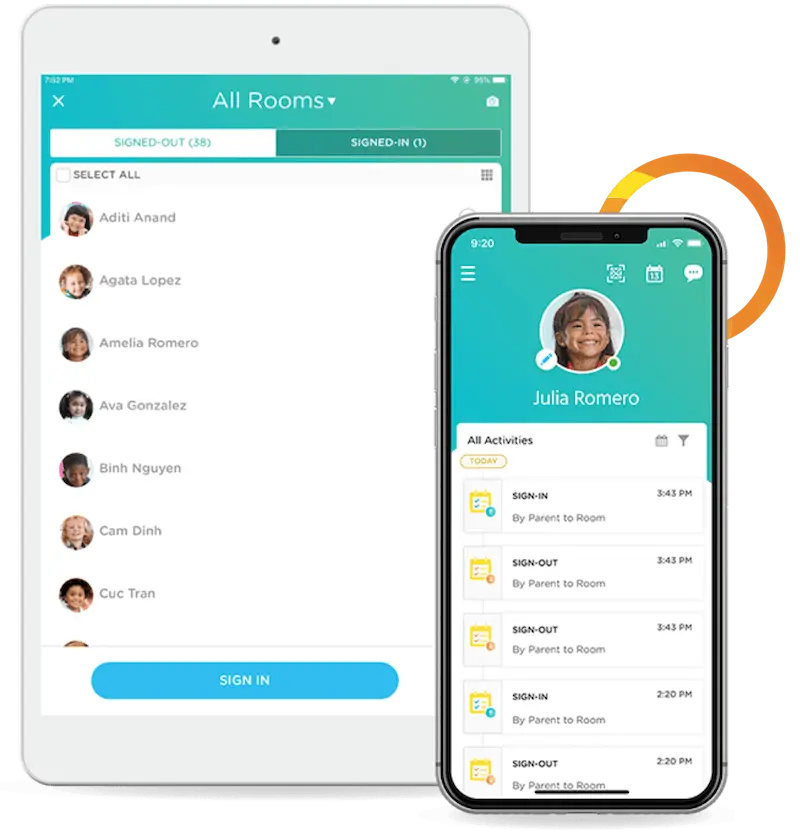 7:52 PM
95%
All Rooms
SIGNED-OUT (38)
SIGNED-IN (1)
SELECT ALL
Aditi Anand
Agata Lopez
Amelia Romero
Ava Gonzalez
Binh Nguyen
Cam Dinh
Cuc Tran
SIGN IN
9:20
13
Julia Romero
All Activities
TODAY
SIGN-IN 3:43 PM
By Parent to Room
SIGN-OUT 3:43 PM
By Parent to Room
SIGN-OUT 3:43 PM
By Parent to Room
SIGN-IN 2:20 PM
By Parent to Room
SIGN-OUT 2:20 PM
By Parent to Room